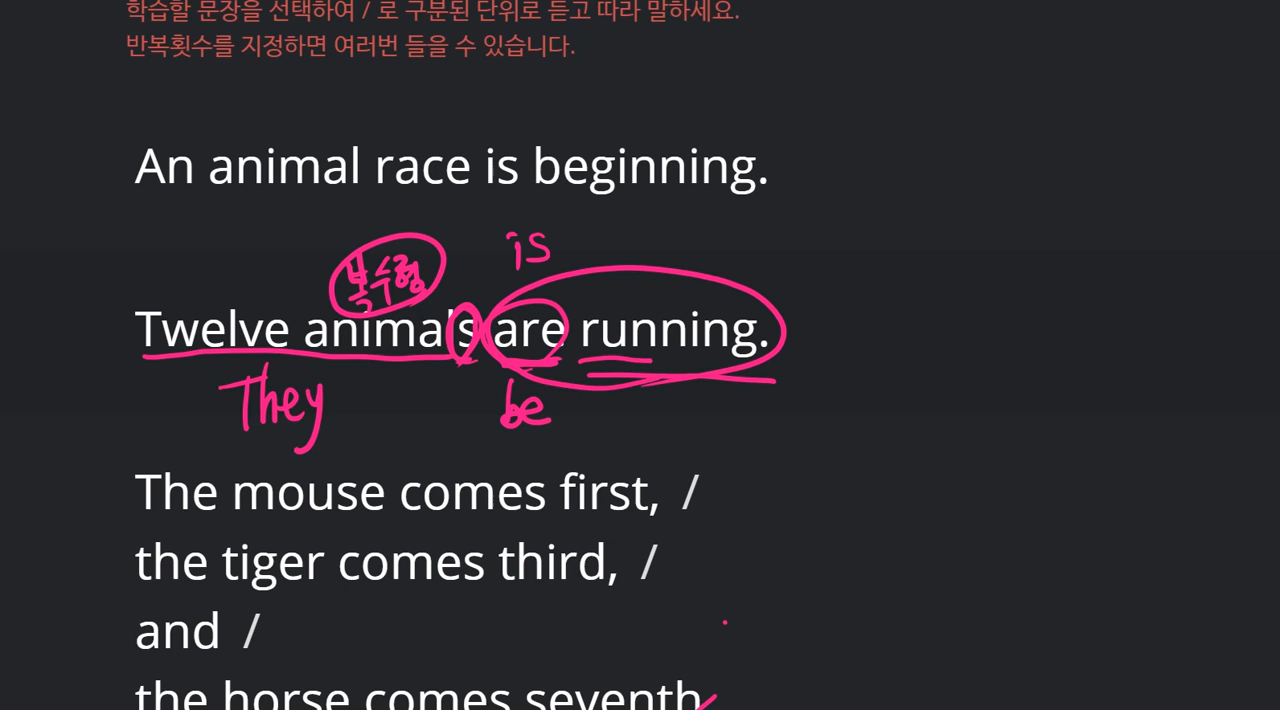 학습할 문장을 선택하여 / 로 구분된 단위로 듣고 따라 말하세요.
반복횟수를 지정하면 여러번 들을 수 있습니다.
An animal race is beginning.
is
복수형
Twelve animals are running.
They
be
The mouse comes first, /
the tiger comes third, /
and /
the horse comes seventh